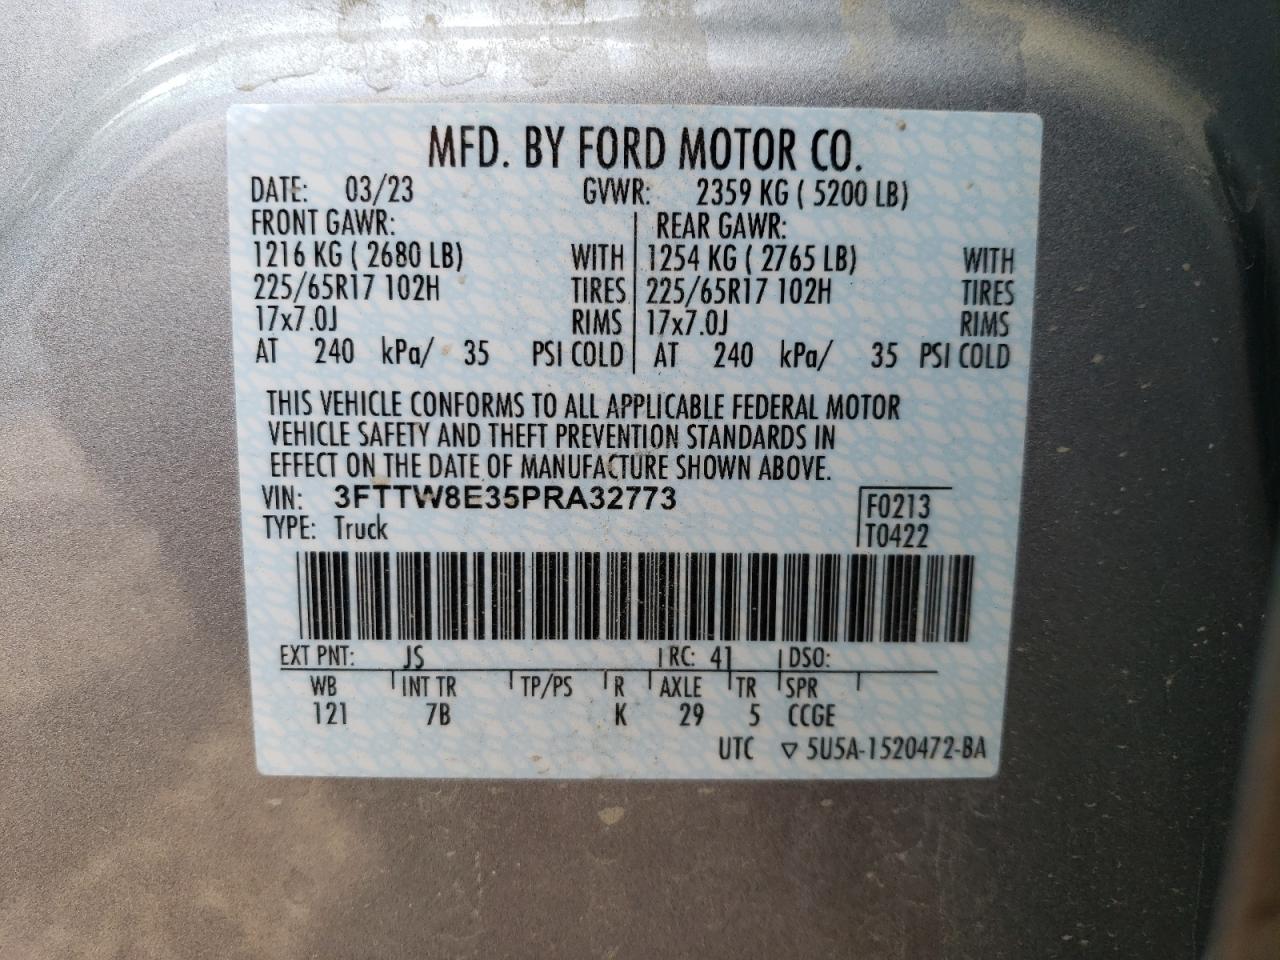 MFD. BY FORD MOTOR CO.
DATE: 03/23 GVWR: 2359 KG ( 5200 LB)
FRONT GAWR: REAR GAWR:
1216 KG ( 2680 LB) WITH 1254 KG ( 2765 LB) WITH
225/65R17 102H TIRES 225/65R17 102H TIRES
17x7.0J RIMS 17x7.0J RIMS
AT 240 kPa/ 35 PSI COLD AT 240 kPa/ 35 PSI COLD
THIS VEHICLE CONFORMS TO ALL APPLICABLE FEDERAL MOTOR
VEHICLE SAFETY AND THEFT PREVENTION STANDARDS IN
EFFECT ON THE DATE OF MANUFACTURE SHOWN ABOVE.
VIN: 3FTTW8E35PRA32773 F0213
TYPE: Truck T0422
EXT PNT: JS RC: 41 DSO:
WB INT TR TP/PS R AXLE TR SPR
121 7B K 29 5 CCGE
UTC ▽ 5U5A-1520472-BA